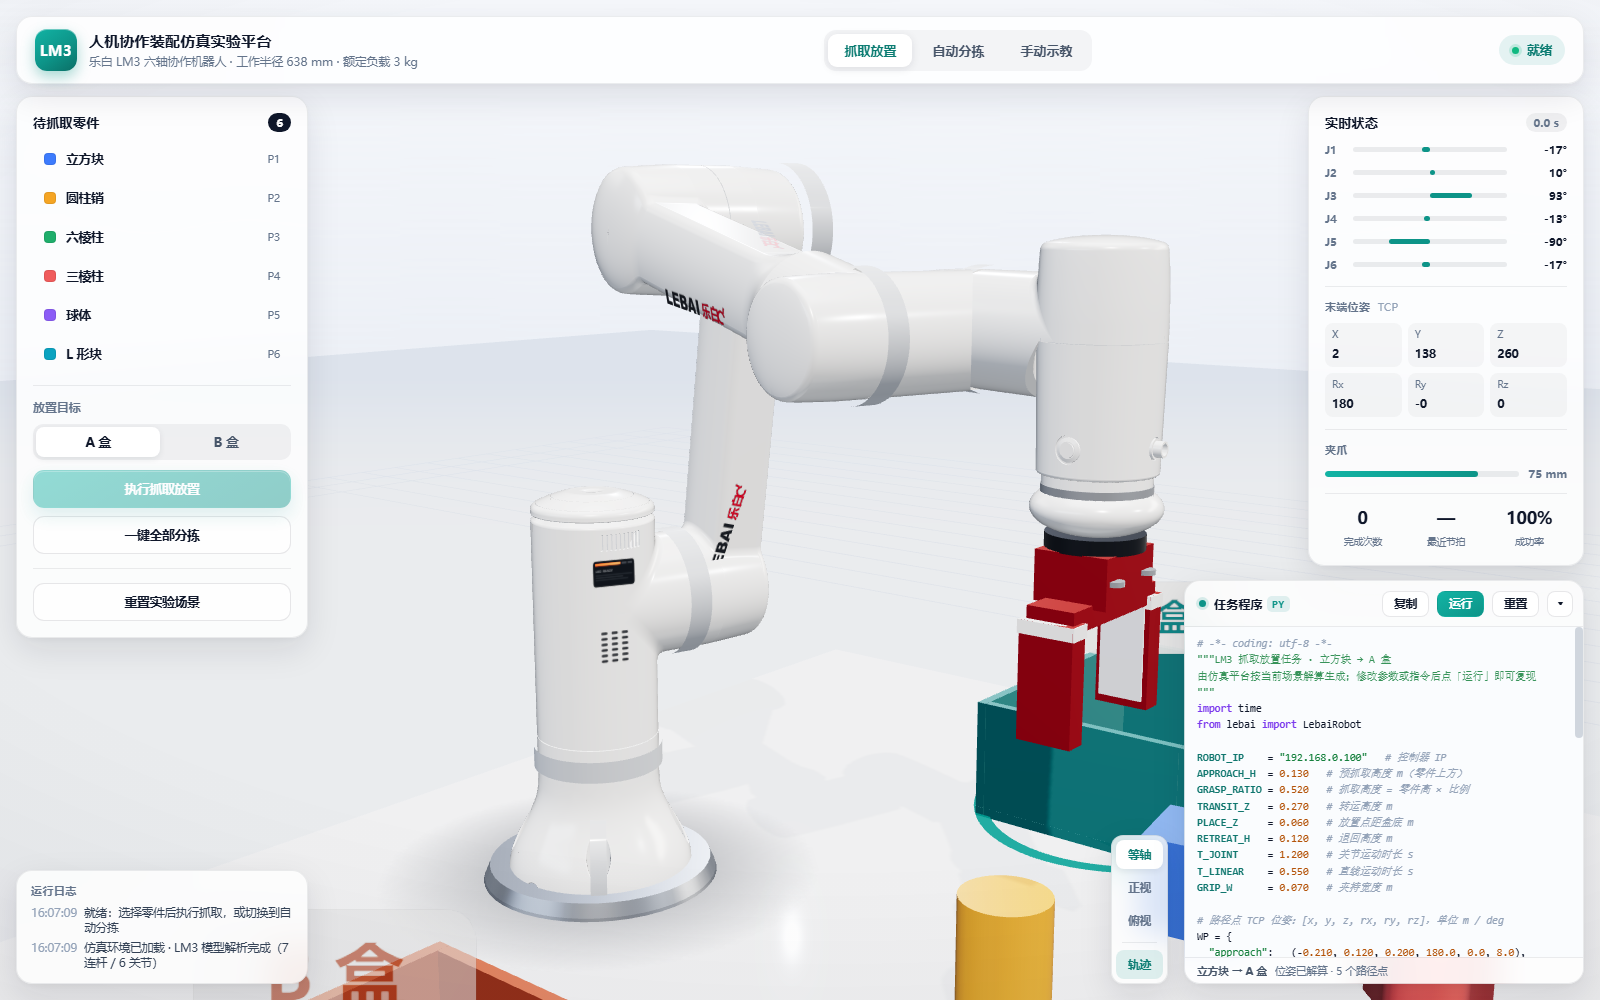 LM3
人机协作装配仿真实验平台
乐白 LM3 六轴协作机器人 · 工作半径 638 mm · 额定负载 3 kg
抓取放置
自动分拣
手动示教
就绪
待抓取零件
6
立方块 P1
圆柱销 P2
六棱柱 P3
三棱柱 P4
球体 P5
L 形块 P6
放置目标
A 盒
B 盒
执行抓取放置
一键全部分拣
重置实验场景
运行日志
16:07:09 就绪：选择零件后执行抓取，或切换到自
动分拣
16:07:09 仿真环境已加载 · LM3 模型解析完成（7
连杆 / 6 关节）
LEBAI 乐白
EBAI 乐白
盒
B 盒
实时状态
0.0 s
J1 -17°
J2 10°
J3 93°
J4 -13°
J5 -90°
J6 -17°
末端位姿 TCP
X Y Z
2 138 260
Rx Ry Rz
180 -0 0
夹爪
75 mm
0 — 100%
完成次数 最近节拍 成功率
任务程序 PY
复制
运行
重置
# -*- coding: utf-8 -*-
"""LM3 抓取放置任务 · 立方块 → A 盒
由仿真平台按当前场景解算生成；修改参数或指令后点「运行」即可复现
"""
import time
from lebai import LebaiRobot
ROBOT_IP = "192.168.0.100" # 控制器 IP
APPROACH_H = 0.130 # 预抓取高度 m（零件上方）
GRASP_RATIO = 0.520 # 抓取高度 = 零件高 × 比例
TRANSIT_Z = 0.270 # 转运高度 m
PLACE_Z = 0.060 # 放置点距盒底 m
RETREAT_H = 0.120 # 退回高度 m
T_JOINT = 1.200 # 关节运动时长 s
T_LINEAR = 0.550 # 直线运动时长 s
GRIP_W = 0.070 # 夹持宽度 m
# 路径点 TCP 位姿：[x, y, z, rx, ry, rz]，单位 m / deg
WP = {
"approach": (-0.210, 0.120, 0.200, 180.0, 0.0, 8.0),
立方块 → A 盒 位姿已解算 · 5 个路径点
等轴
正视
俯视
轨迹